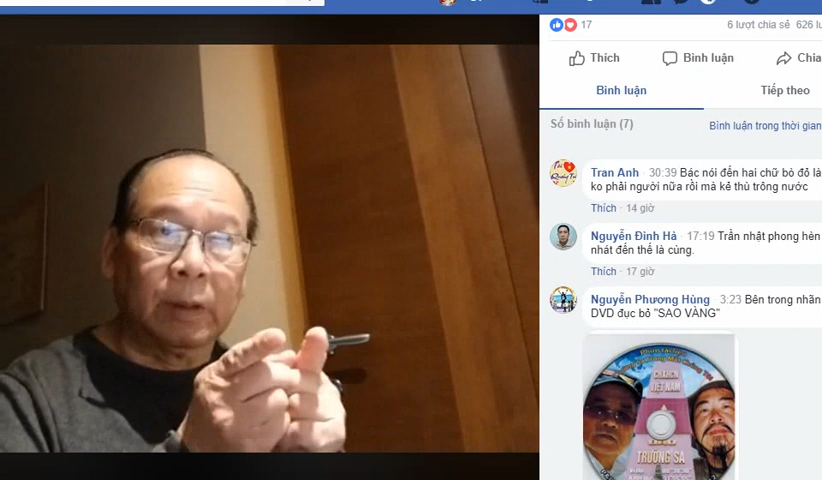 17
6 lượt chia sẻ 626 lư
Thích
Bình luận
Chia
Bình luận
Tiếp theo
Số bình luận (7)
Bình luận trong thời gian
Tran Anh · 30:39 Bác nói đến hai chữ bò đỏ là
ko phải người nữa rồi mà kẻ thù trồng nước
Thích · 14 giờ
Nguyễn Đình Hà · 17:19 Trần nhật phong hèn
nhát đến thế là cùng.
Thích · 17 giờ
Nguyễn Phương Hùng · 3:23 Bên trong nhãn
DVD đục bỏ "SAO VÀNG"
CHXHCN
VIỆT NAM
TRƯỜNG SA